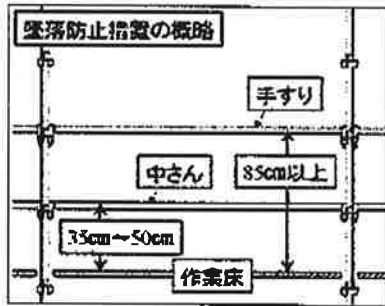 墜落防止措置の概略
手すり
85cm以上
中さん
35cm～50cm
作業床